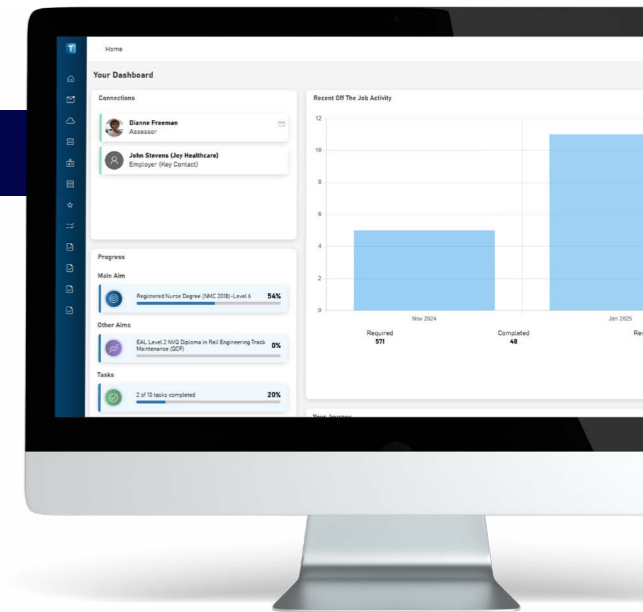 T
Home
Your Dashboard
Connections
Dianne Freeman
Assessor
John Stevens (Joy Healthcare)
Employer (Key Contact)
Progress
Main Aim
Registered Nurse Degree (NMC 2018)-Level 6 54%
Other Aims
EAL Level 2 NVQ Diploma in Rail Engineering Track
Maintenance (QCF) 0%
Tasks
2 of 10 tasks completed 20%
Recent Off The Job Activity
12
10
8
6
4
2
0
Nov 2024
Jan 2025
Required
571
Completed
48
Your Journey